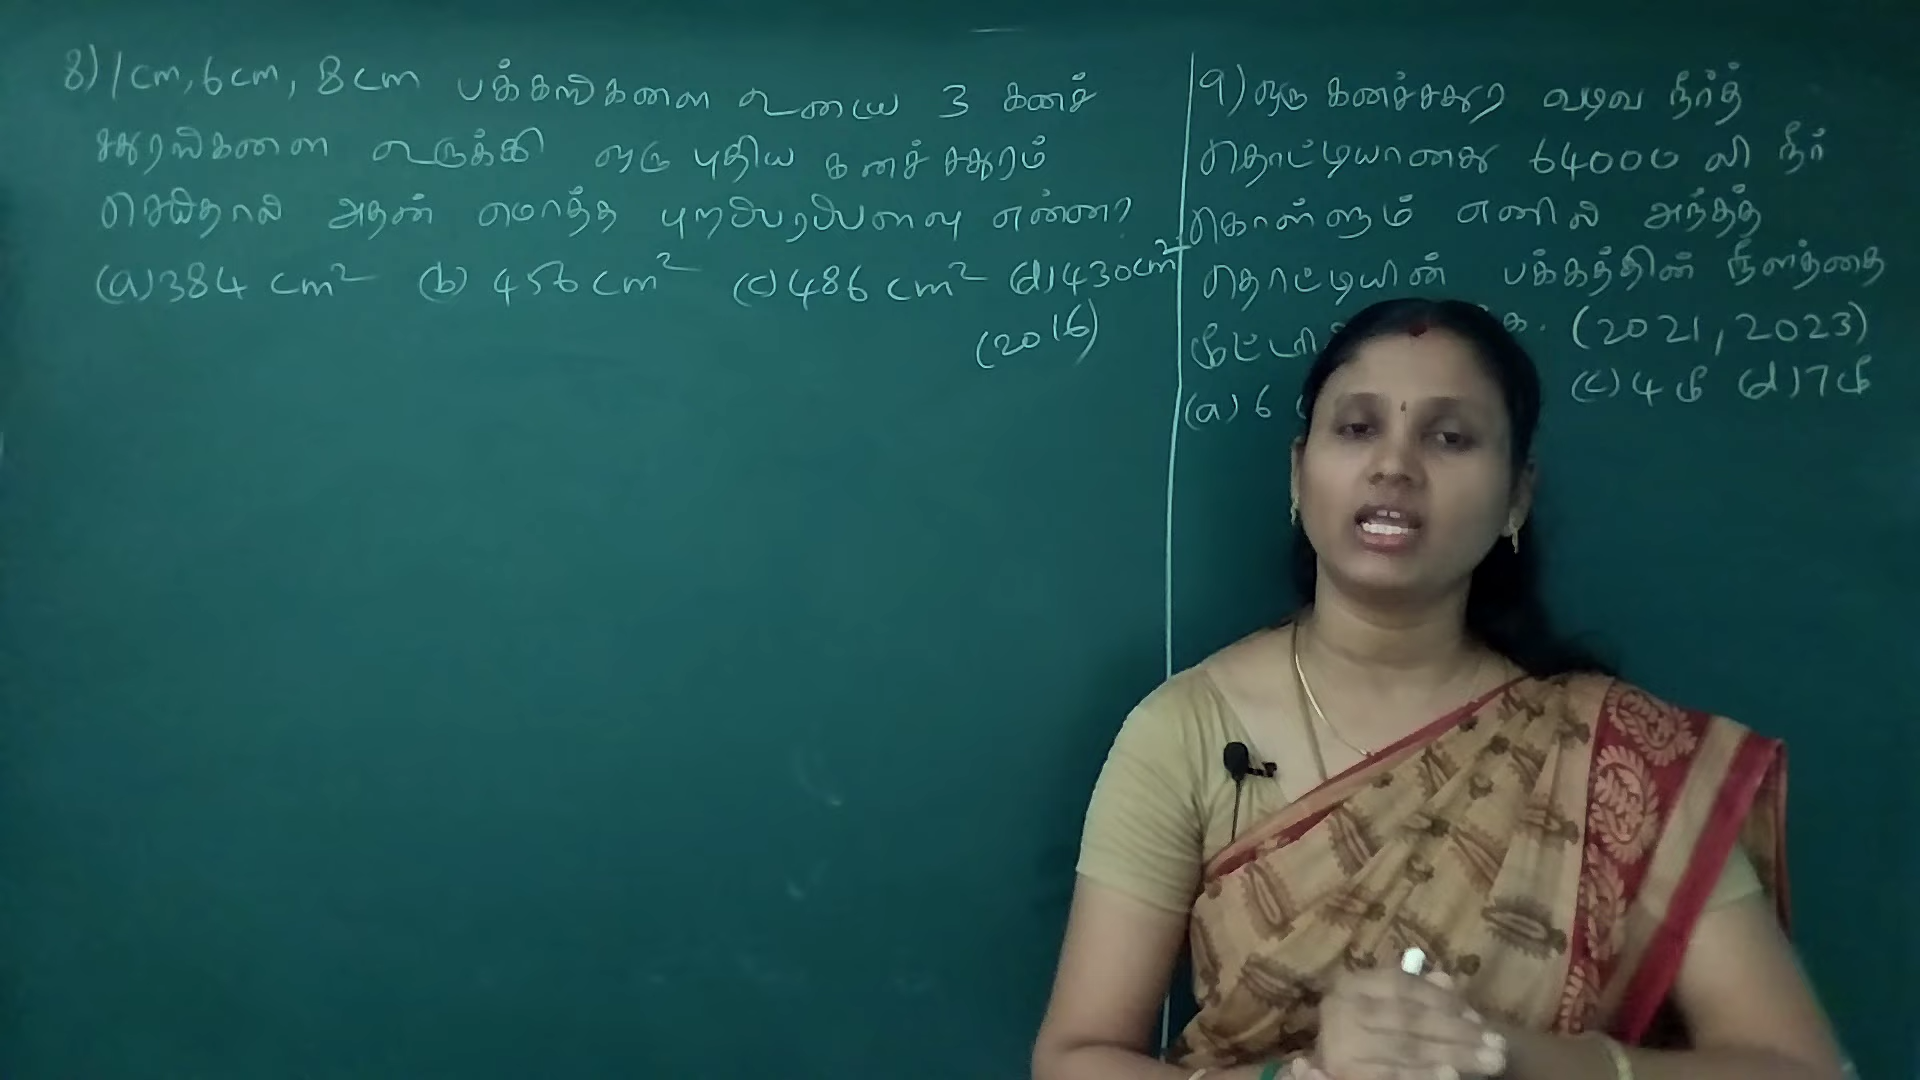 8) 1cm, 6cm, 8cm பக்கங்களை உடைய 3 கனச்
சதுரங்களை உருக்கி ஒரு புதிய கனச் சதுரம்
செய்தால் அதன் மொத்த புறப்பரப்பளவு என்ன?
(a) 384 cm² (b) 456 cm² (c) 486 cm² (d) 430cm²
(2016)
9) ஒரு கனச்சதுர வடிவ நீர்த்
தொட்டியானது 64000 லி நீர்
கொள்ளும் எனில் அந்தத்
தொட்டியின் பக்கத்தின் நீளத்தை
(2021, 2023)
(a) 6 (c) 4 மீ (d) 7 மீ